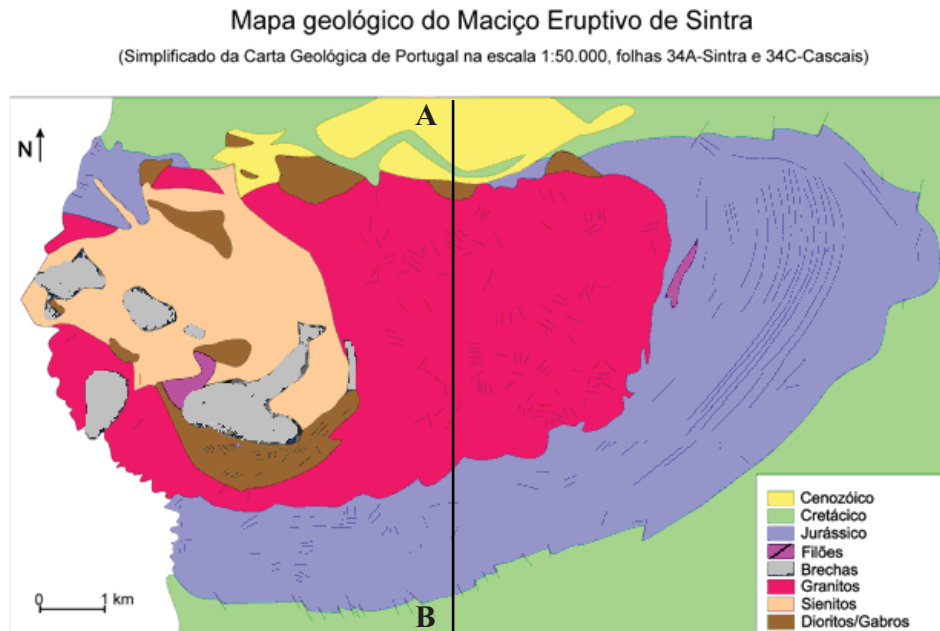 Mapa geológico do Maciço Eruptivo de Sintra
(Simplificado da Carta Geológica de Portugal na escala 1:50.000, folhas 34A-Sintra e 34C-Cascais)
A
N
Cenozóico
Cretácico
Jurássico
Filões
Brechas
Granitos
Sienitos
Dioritos/Gabros
0 1 km
B